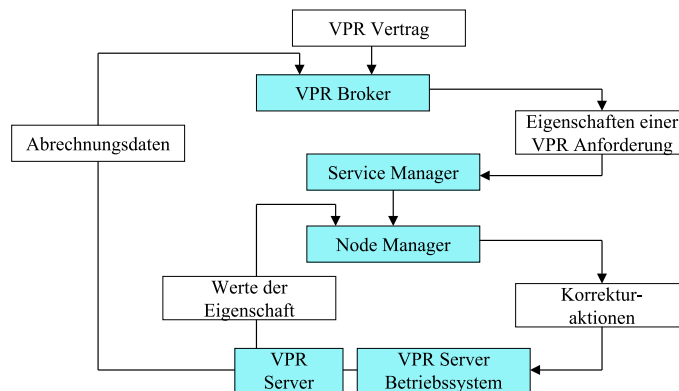 VPR Vertrag
VPR Broker
Abrechnungsdaten
Eigenschaften einer
VPR Anforderung
Service Manager
Node Manager
Werte der
Eigenschaft
Korrektur-
aktionen
VPR
Server
VPR Server
Betriebssystem